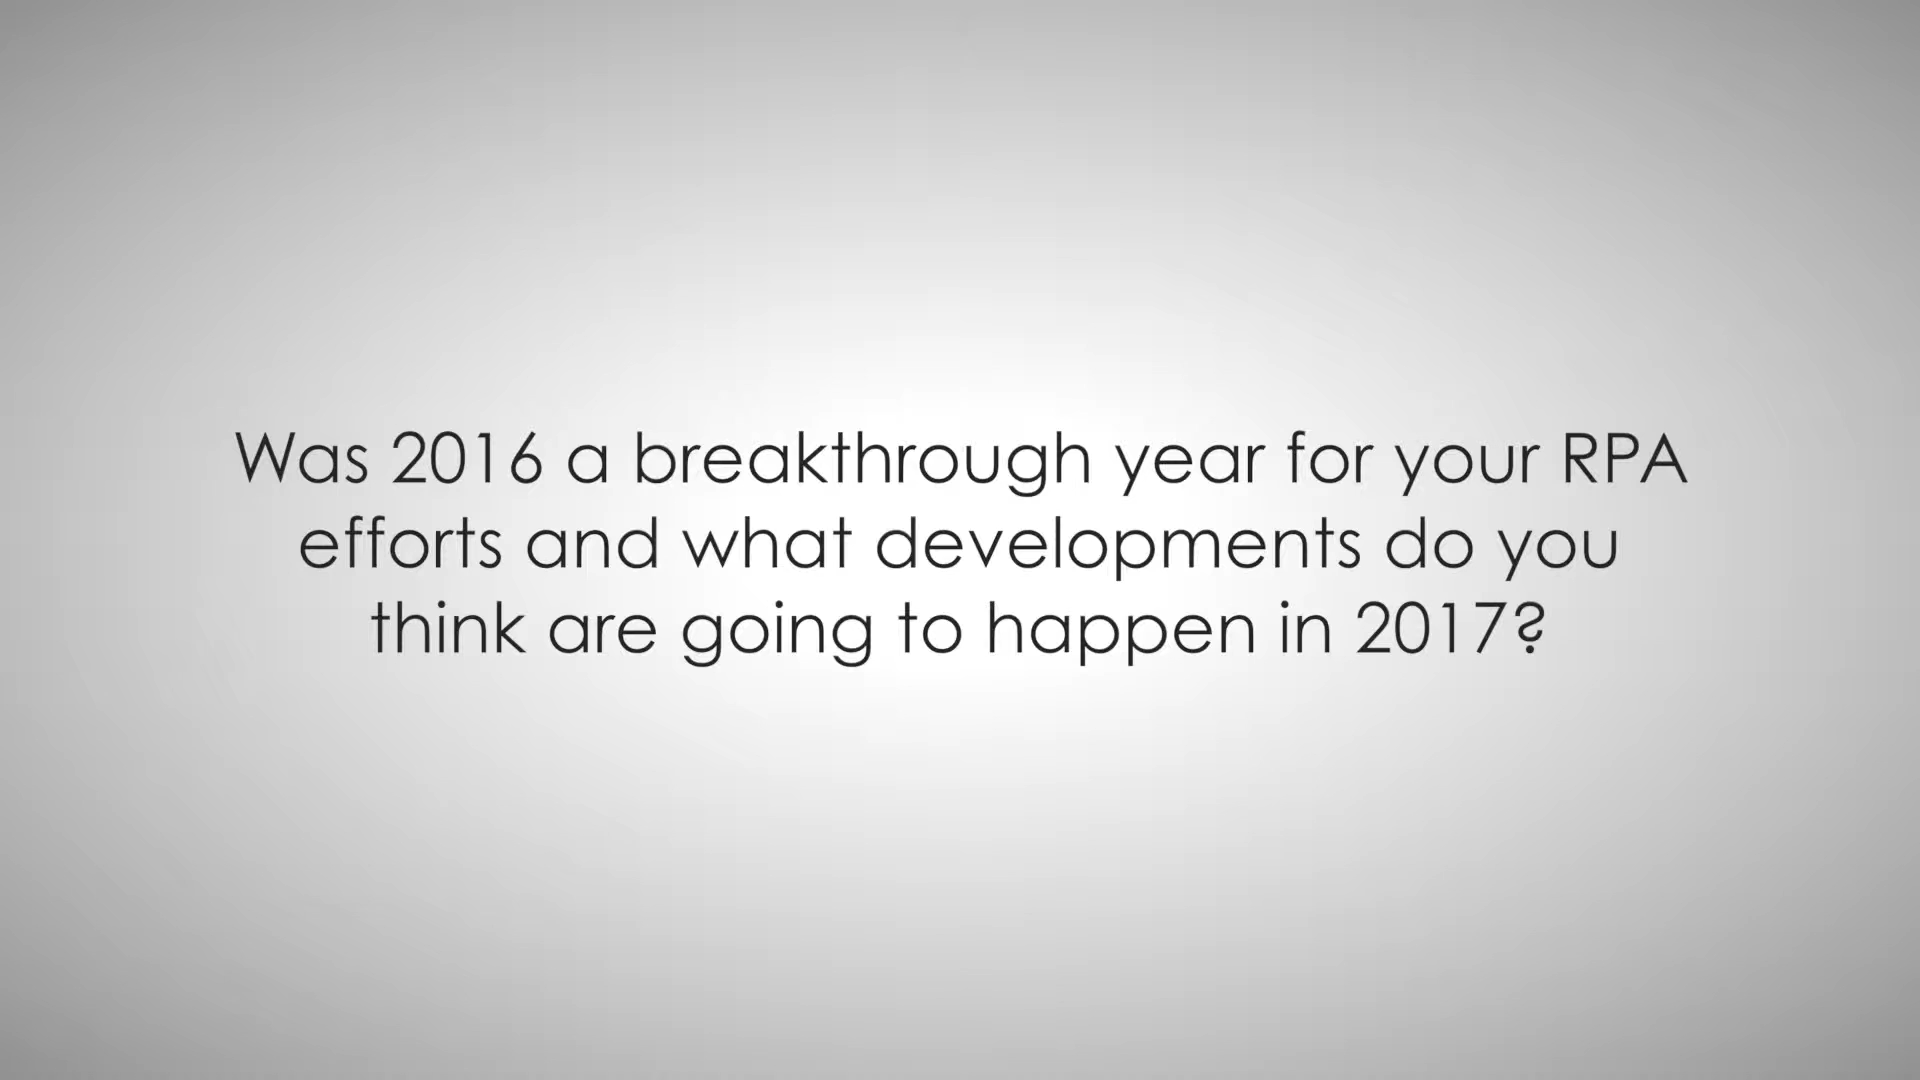 Was 2016 a breakthrough year for your RPA
efforts and what developments do you
think are going to happen in 2017?